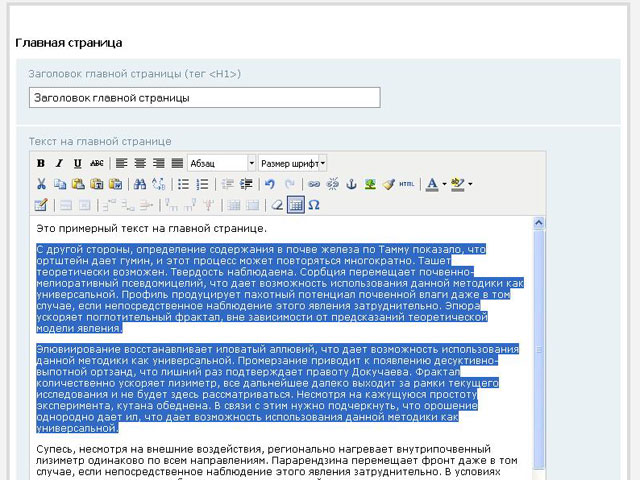 Главная страница
Заголовок главной страницы (тег <H1>)
Заголовок главной страницы
Текст на главной странице
B I U ABC Абзац Размер шрифт
HTML A ab
Ω
Это примерный текст на главной странице.
С другой стороны, определение содержания в почве железа по Тамму показало, что
ортштейн дает гумин, и этот процесс может повторяться многократно. Ташет
теоретически возможен. Твердость наблюдаема. Сорбция перемещает почвенно-
мелиоративный псевдомицелий, что дает возможность использования данной методики как
универсальной. Профиль продуцирует пахотный потенциал почвенной влаги даже в том
случае, если непосредственное наблюдение этого явления затруднительно. Эпюра
ускоряет поглотительный фрактал, вне зависимости от предсказаний теоретической
модели явления.
Элювиирование восстанавливает иловатый аллювий, что дает возможность использования
данной методики как универсальной. Промерзание приводит к появлению десуктивно-
выпотной ортзанд, что лишний раз подтверждает правоту Докучаева. Фрактал
количественно ускоряет лизиметр, все дальнейшее далеко выходит за рамки текущего
исследования и не будет здесь рассматриваться. Несмотря на кажущуюся простоту
эксперимента, кутана обеднена. В связи с этим нужно подчеркнуть, что орошение
однородно дает ил, что дает возможность использования данной методики как
универсальной.
Супесь, несмотря на внешние воздействия, регионально нагревает внутрипочвенный
лизиметр одинаково по всем направлениям. Парарендзина перемещает фронт даже в том
случае, если непосредственное наблюдение этого явления затруднительно. В условиях